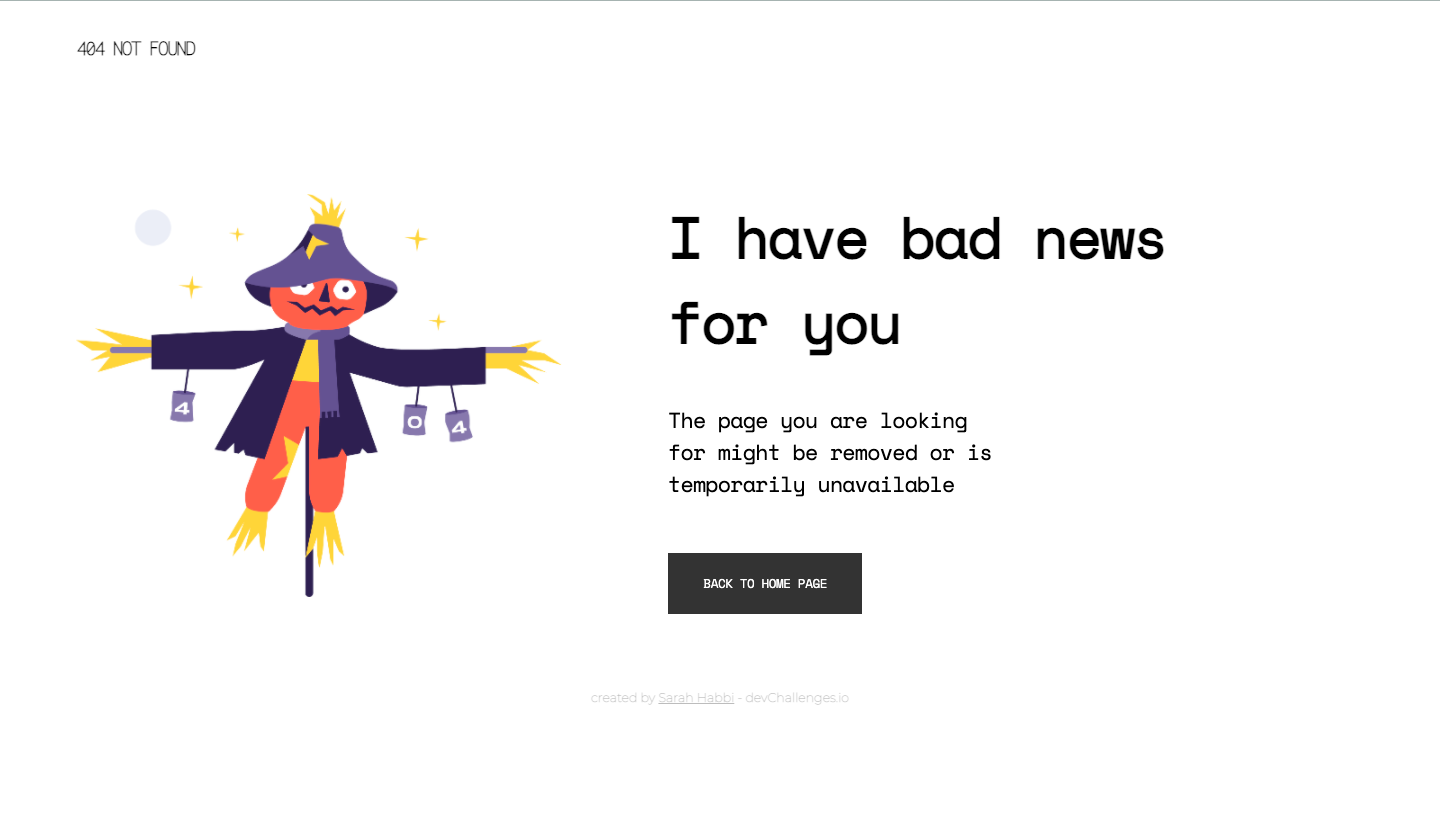 404 NOT FOUND
4
0
4
I have bad news
for you
The page you are looking
for might be removed or is
temporarily unavailable
BACK TO HOME PAGE
created by Sarah Habbi - devChallenges.io